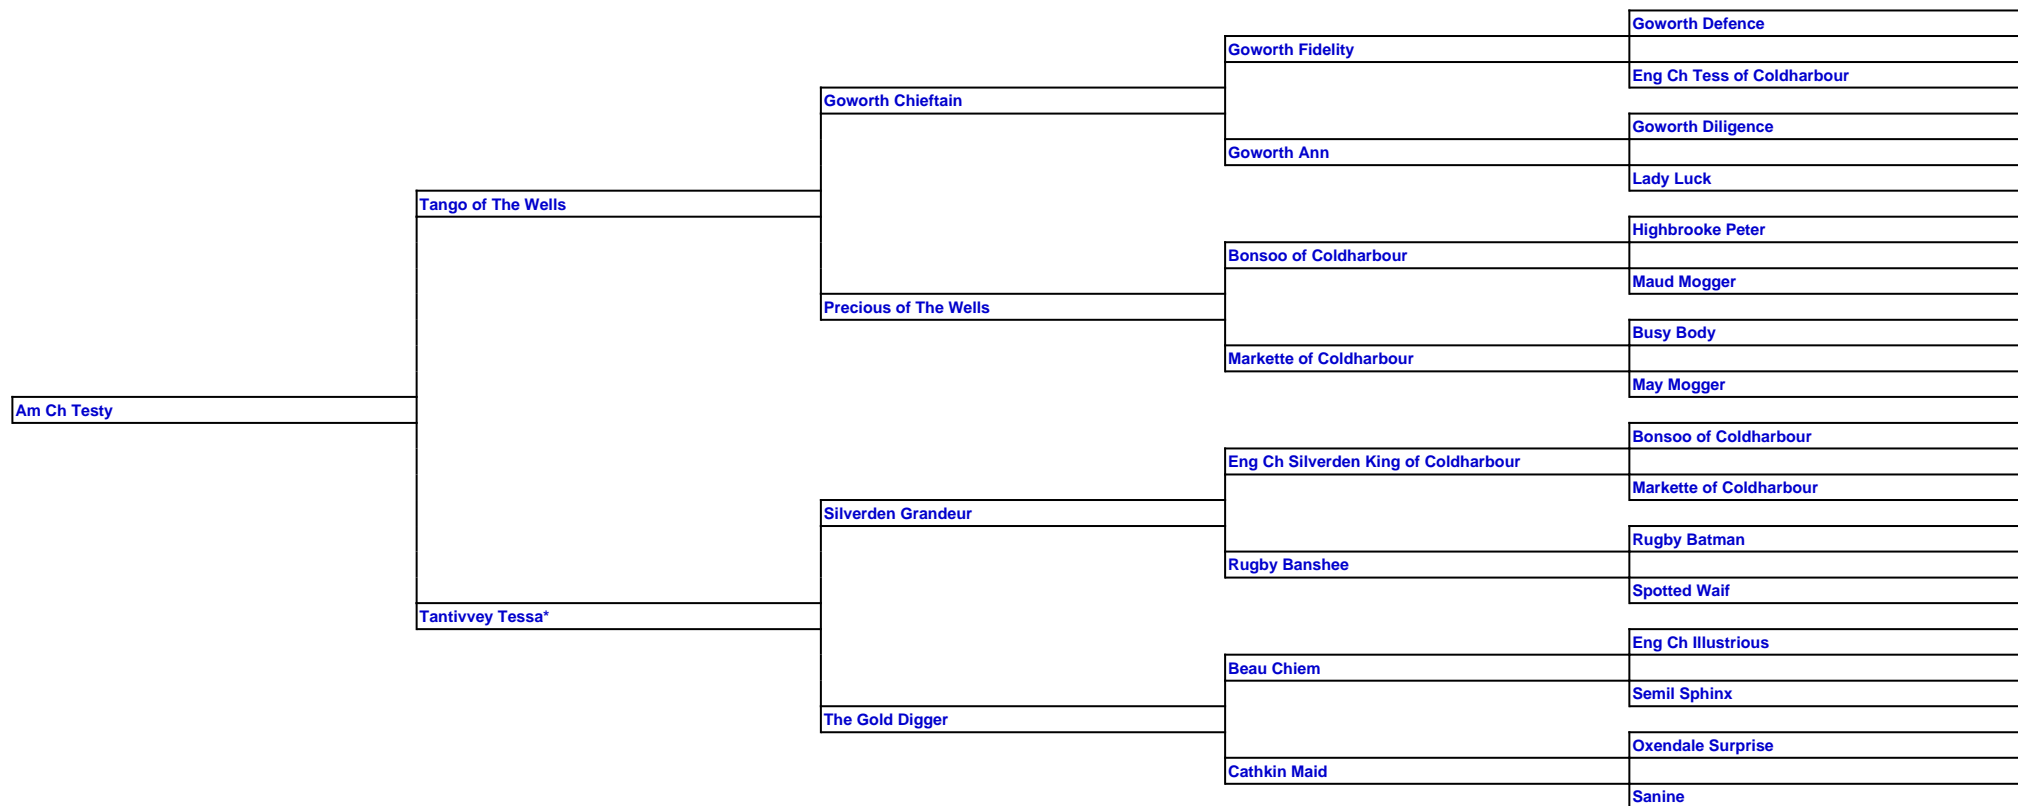 Goworth Defence
Goworth Fidelity
Eng Ch Tess of Coldharbour
Goworth Chieftain
Goworth Diligence
Goworth Ann
Lady Luck
Tango of The Wells
Highbrooke Peter
Bonsoo of Coldharbour
Maud Mogger
Precious of The Wells
Busy Body
Markette of Coldharbour
May Mogger
Am Ch Testy
Bonsoo of Coldharbour
Eng Ch Silverden King of Coldharbour
Markette of Coldharbour
Silverden Grandeur
Rugby Batman
Rugby Banshee
Spotted Waif
Tantivvey Tessa*
Eng Ch Illustrious
Beau Chiem
Semil Sphinx
The Gold Digger
Oxendale Surprise
Cathkin Maid
Sanine